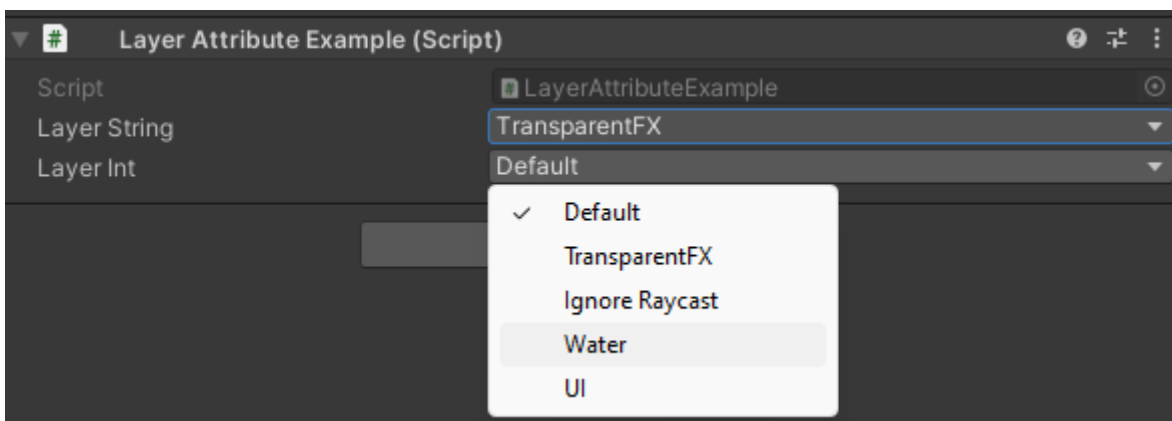 Layer Attribute Example (Script)
Script LayerAttributeExample
Layer String TransparentFX
Layer Int Default
Default
TransparentFX
Ignore Raycast
Water
UI